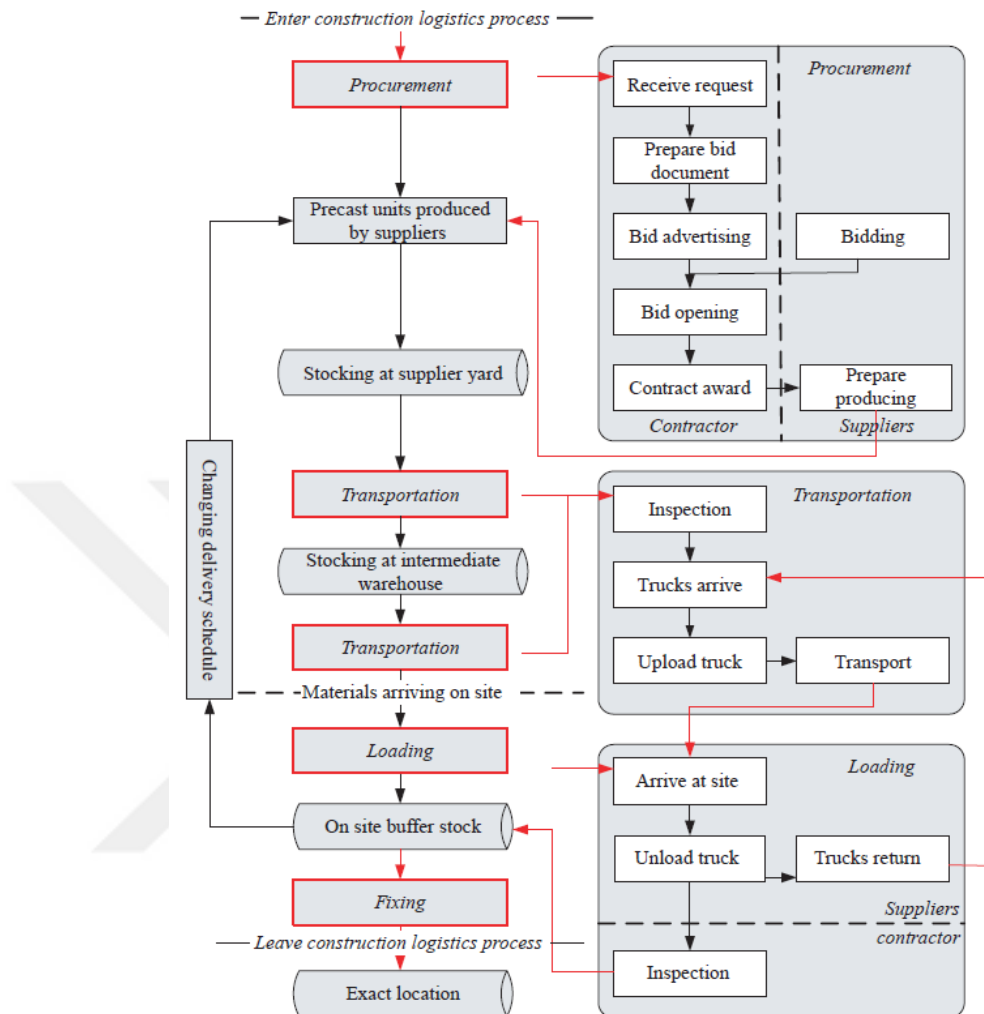 Enter construction logistics process
Procurement
Precast units produced
by suppliers
Stocking at supplier yard
Transportation
Stocking at intermediate
warehouse
Transportation
Materials arriving on site
Loading
On site buffer stock
Fixing
Leave construction logistics process
Exact location
Changing delivery schedule
Procurement
Receive request
Prepare bid
document
Bid advertising
Bidding
Bid opening
Contract award
Prepare
producing
Contractor
Suppliers
Transportation
Inspection
Trucks arrive
Upload truck
Transport
Loading
Arrive at site
Unload truck
Trucks return
Suppliers
contractor
Inspection